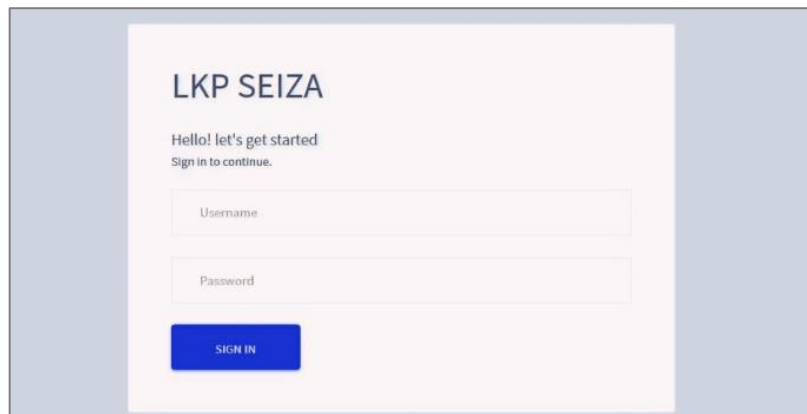 LKP SEIZA
Hello! let's get started
Sign in to continue.
Username
Password
SIGN IN